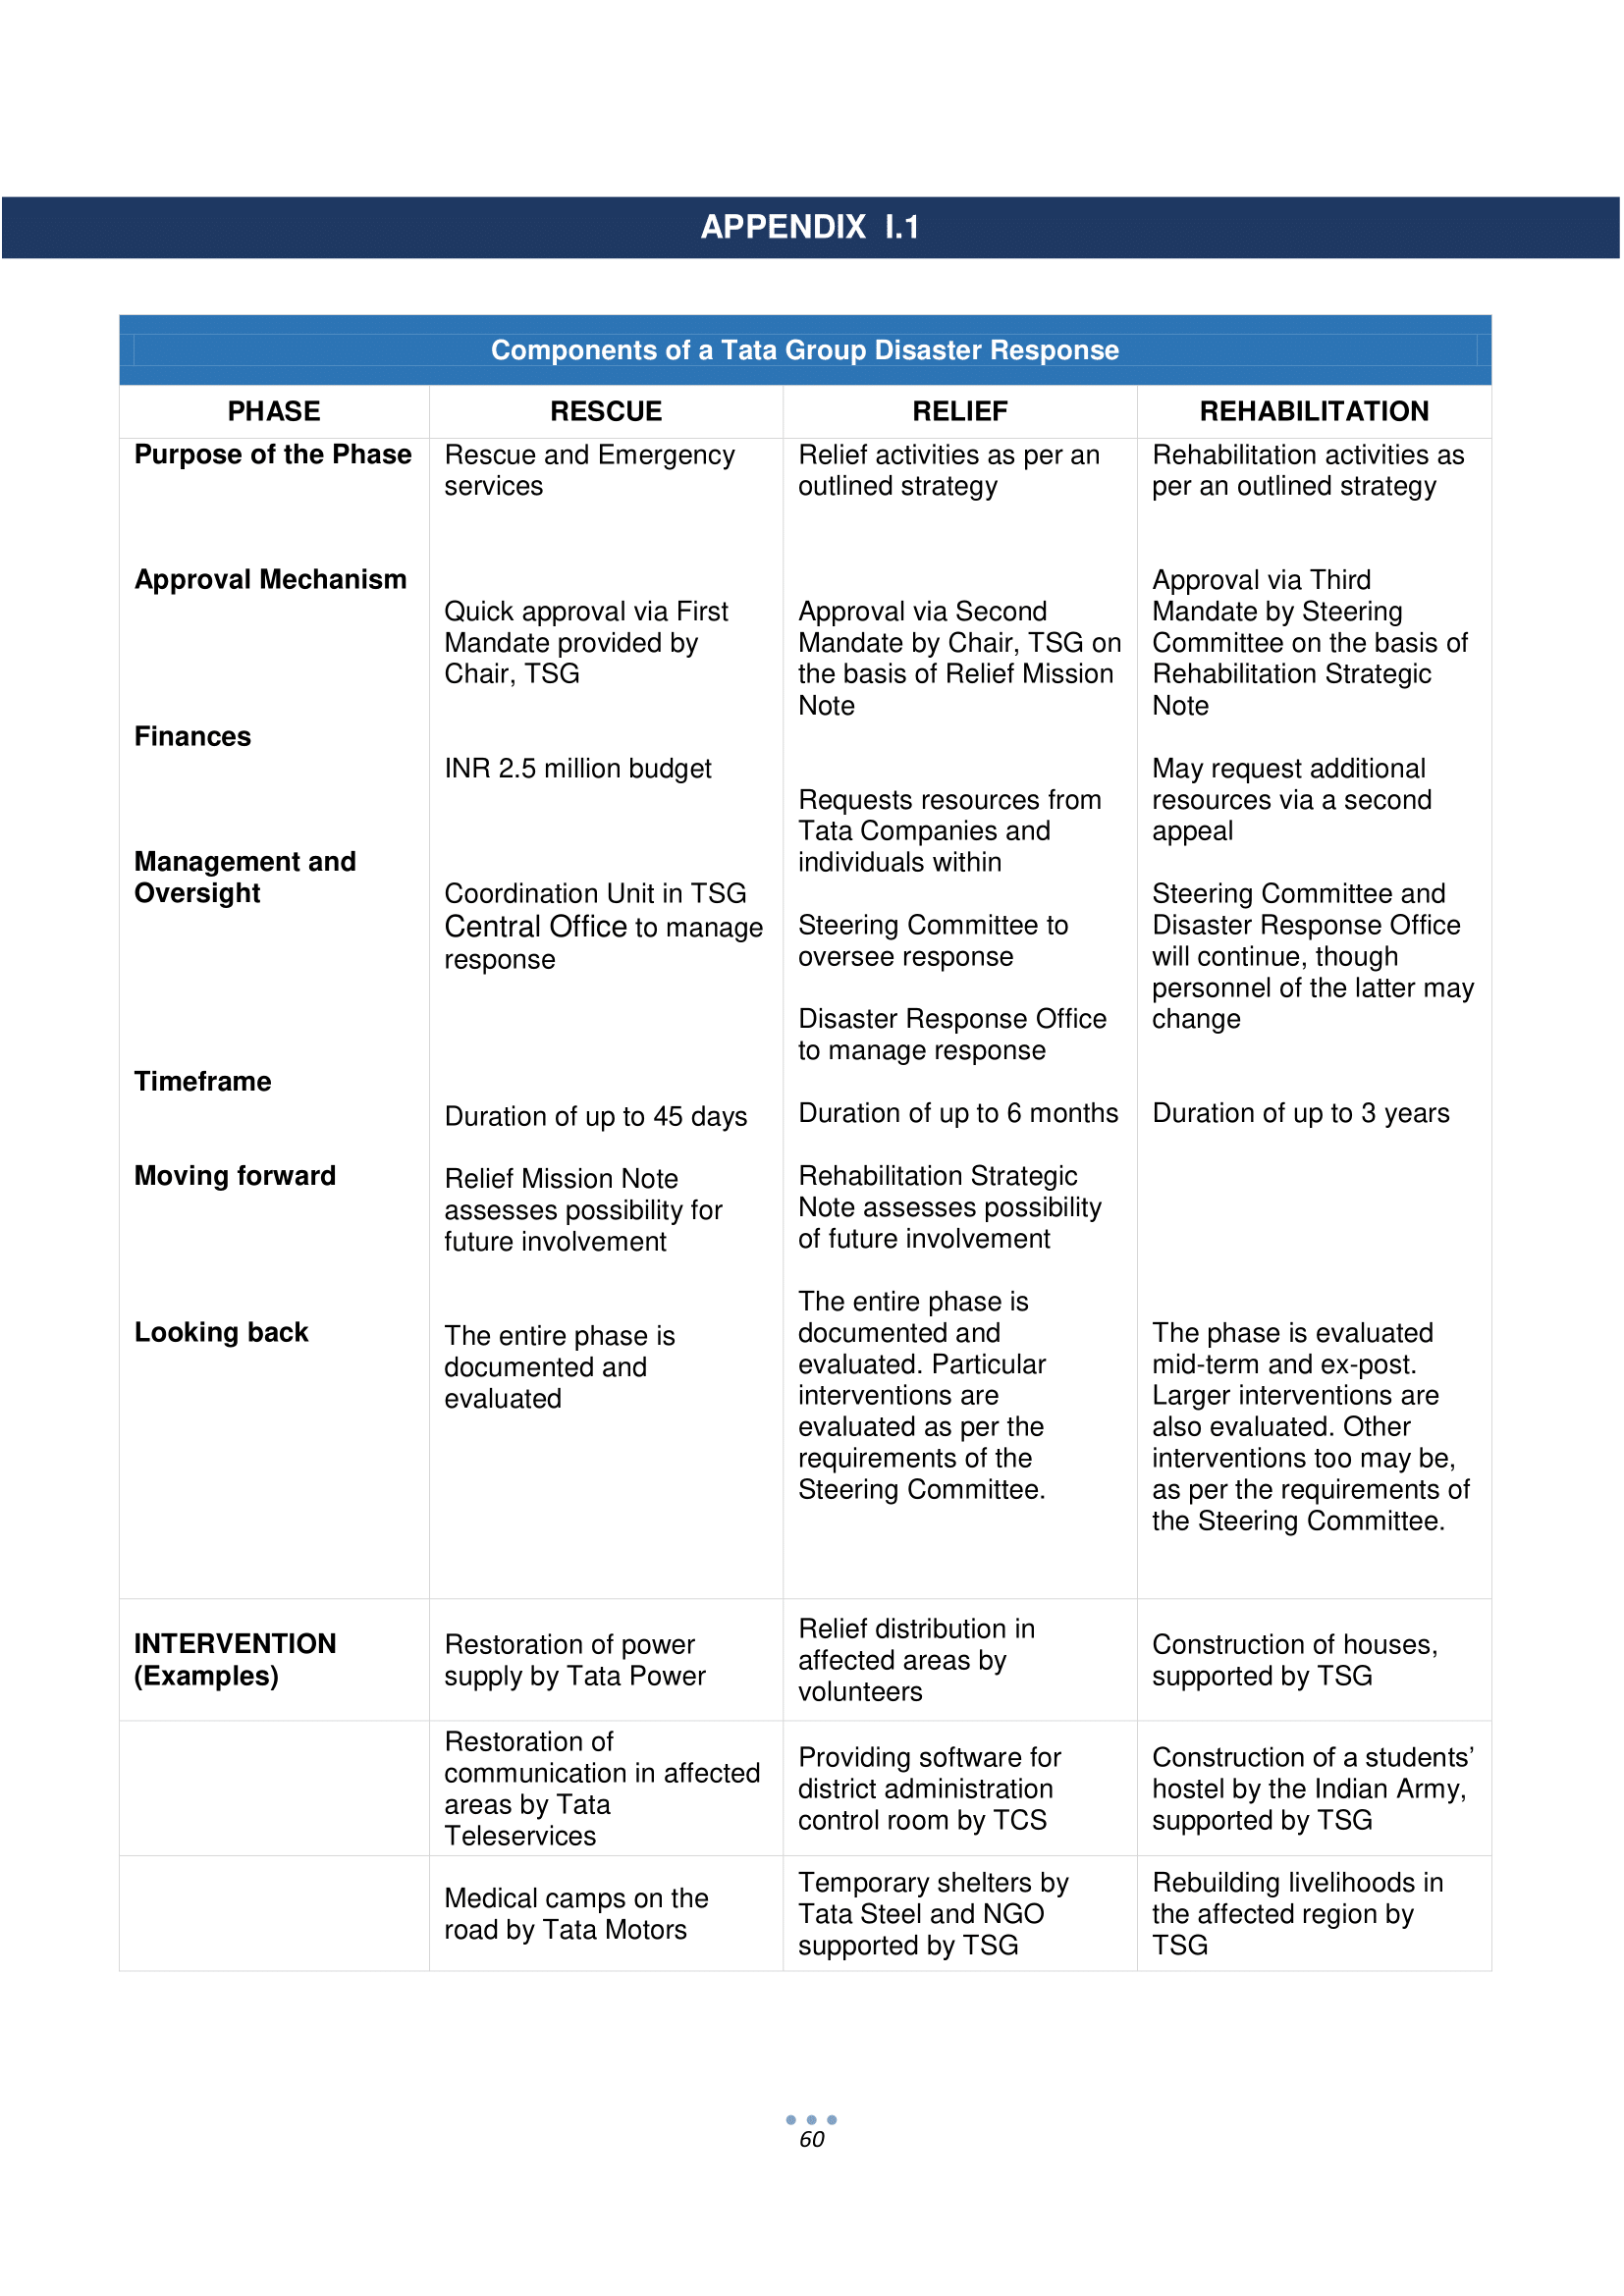 APPENDIX I.1
Components of a Tata Group Disaster Response
PHASE
RESCUE
RELIEF
REHABILITATION
Purpose of the Phase
Rescue and Emergency
services
Relief activities as per an
outlined strategy
Rehabilitation activities as
per an outlined strategy
Approval Mechanism
Quick approval via First
Mandate provided by
Chair, TSG
Approval via Second
Mandate by Chair, TSG on
the basis of Relief Mission
Note
Approval via Third
Mandate by Steering
Committee on the basis of
Rehabilitation Strategic
Note
Finances
INR 2.5 million budget
Requests resources from
Tata Companies and
individuals within
May request additional
resources via a second
appeal
Management and
Oversight
Coordination Unit in TSG
Central Office to manage
response
Steering Committee to
oversee response
Disaster Response Office
to manage response
Steering Committee and
Disaster Response Office
will continue, though
personnel of the latter may
change
Timeframe
Duration of up to 45 days
Duration of up to 6 months
Duration of up to 3 years
Moving forward
Relief Mission Note
assesses possibility for
future involvement
Rehabilitation Strategic
Note assesses possibility
of future involvement
Looking back
The entire phase is
documented and
evaluated
The entire phase is
documented and
evaluated. Particular
interventions are
evaluated as per the
requirements of the
Steering Committee.
The phase is evaluated
mid-term and ex-post.
Larger interventions are
also evaluated. Other
interventions too may be,
as per the requirements of
the Steering Committee.
INTERVENTION
(Examples)
Restoration of power
supply by Tata Power
Relief distribution in
affected areas by
volunteers
Construction of houses,
supported by TSG
Restoration of
communication in affected
areas by Tata
Teleservices
Providing software for
district administration
control room by TCS
Construction of a students’
hostel by the Indian Army,
supported by TSG
Medical camps on the
road by Tata Motors
Temporary shelters by
Tata Steel and NGO
supported by TSG
Rebuilding livelihoods in
the affected region by
TSG
60